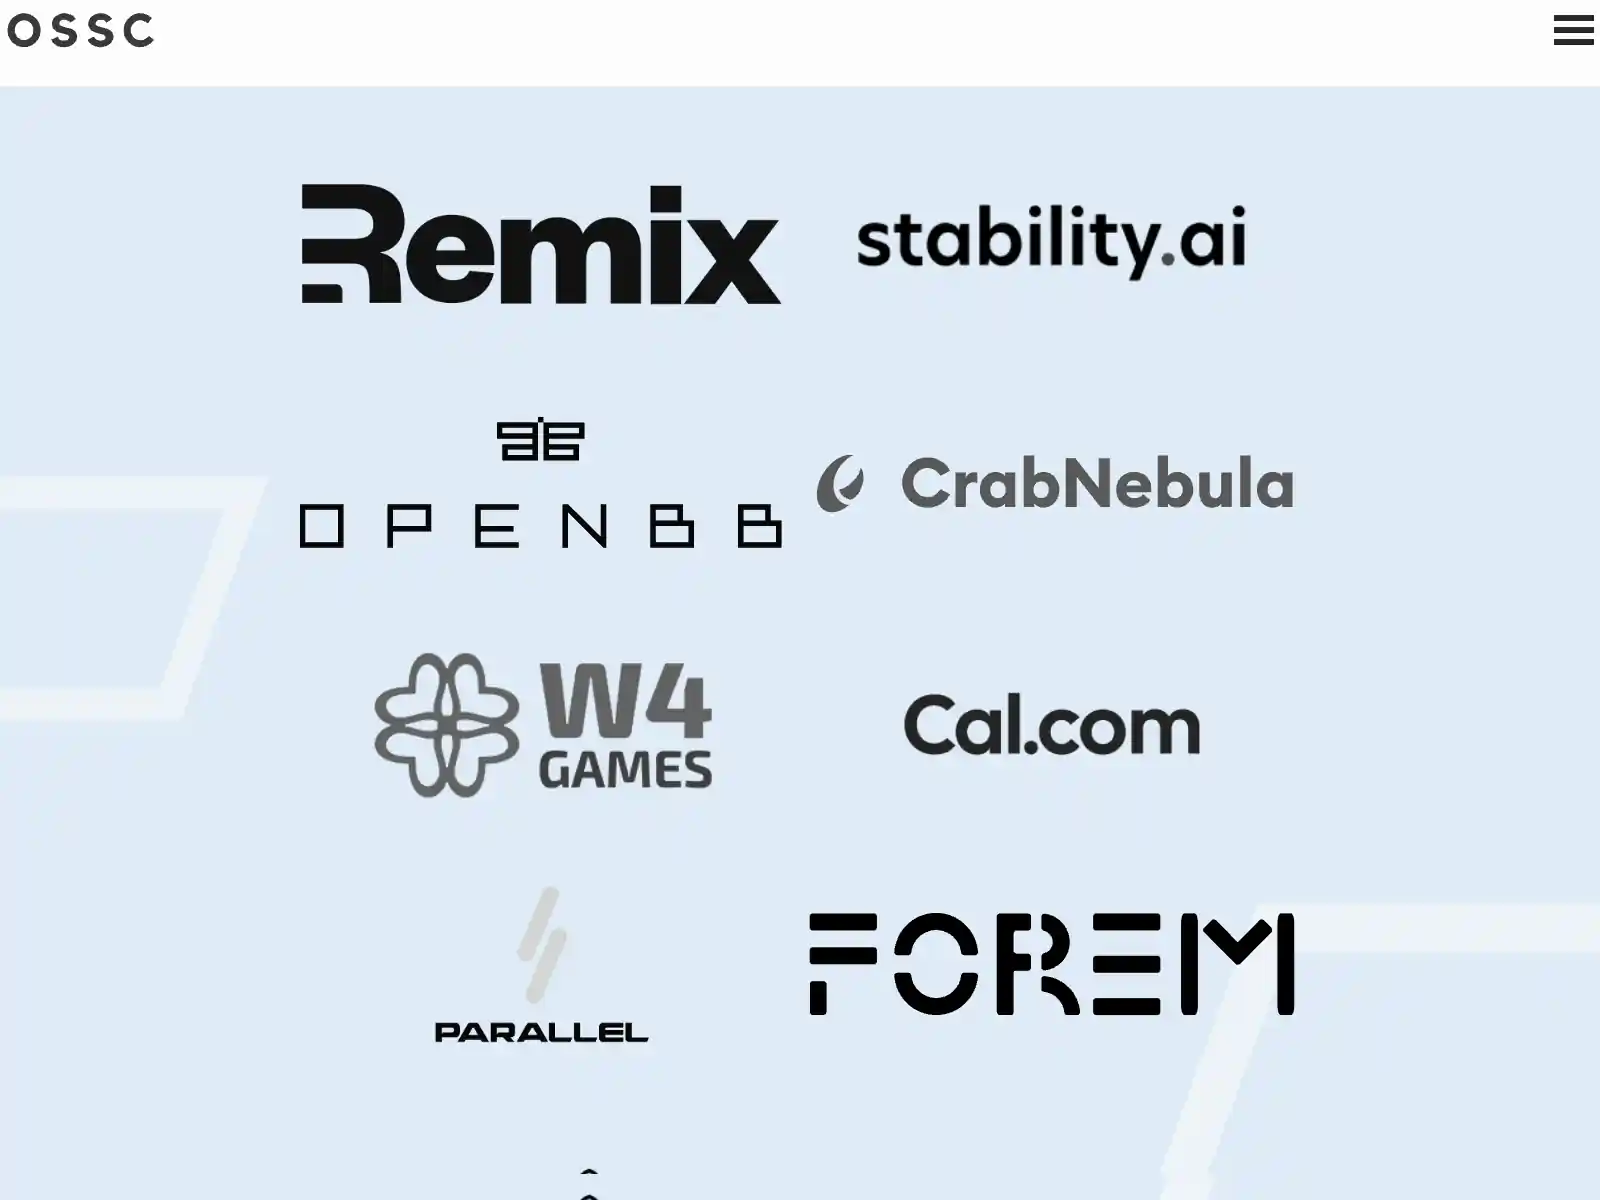 OSSC
Remix
stability.ai
OPENBB
CrabNebula
W4
GAMES
Cal.com
PARALLEL
FOREM